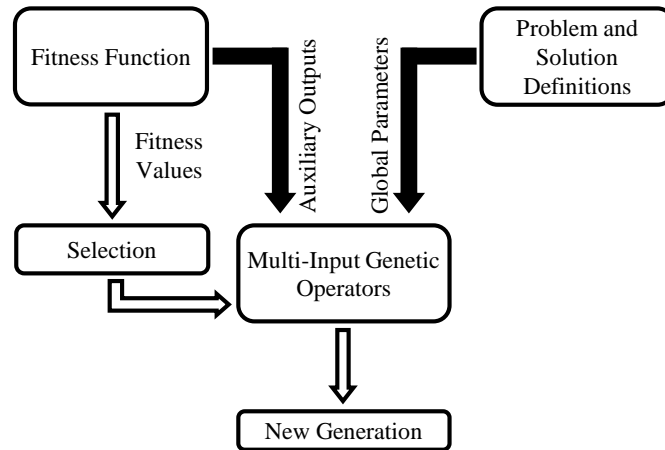 Fitness Function
Problem and
Solution
Definitions
Auxiliary Outputs
Global Parameters
Fitness
Values
Selection
Multi-Input Genetic
Operators
New Generation